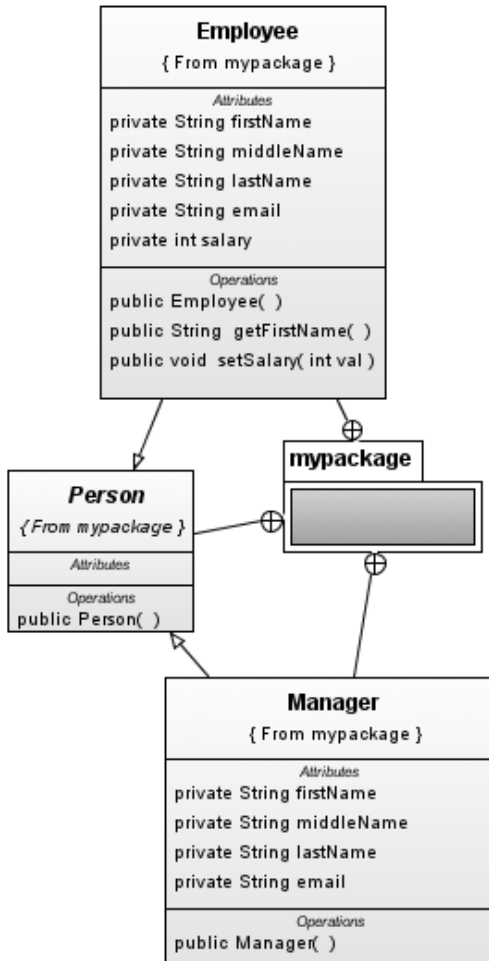 Employee
{ From mypackage }
Attributes
private String firstName
private String middleName
private String lastName
private String email
private int salary
Operations
public Employee( )
public String getFirstName( )
public void setSalary( int val )
mypackage
Person
{From mypackage }
Attributes
Operations
public Person( )
Manager
{ From mypackage }
Attributes
private String firstName
private String middleName
private String lastName
private String email
Operations
public Manager( )